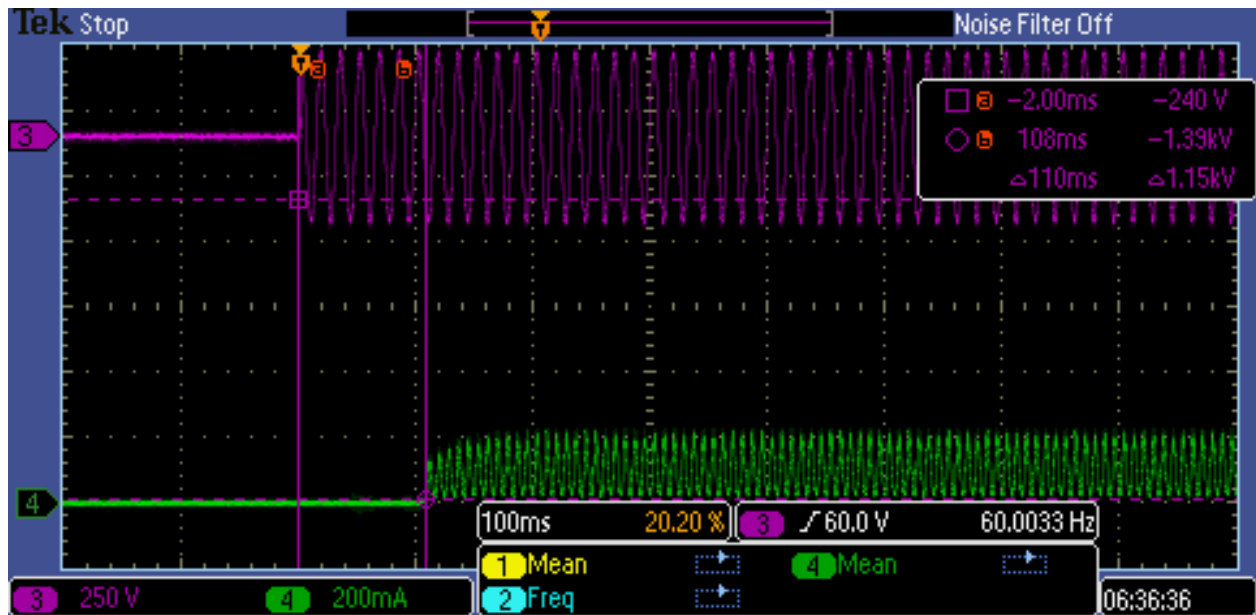 Tek Stop
Noise Filter Off
T
T
a
b
a -2.00ms -240 V
b 108ms -1.39kV
△110ms △1.15kV
3
4
100ms 20.20 % 3 60.0 V 60.0033 Hz
1 Mean 4 Mean
2 Freq
3 250 V 4 200mA
06:36:36